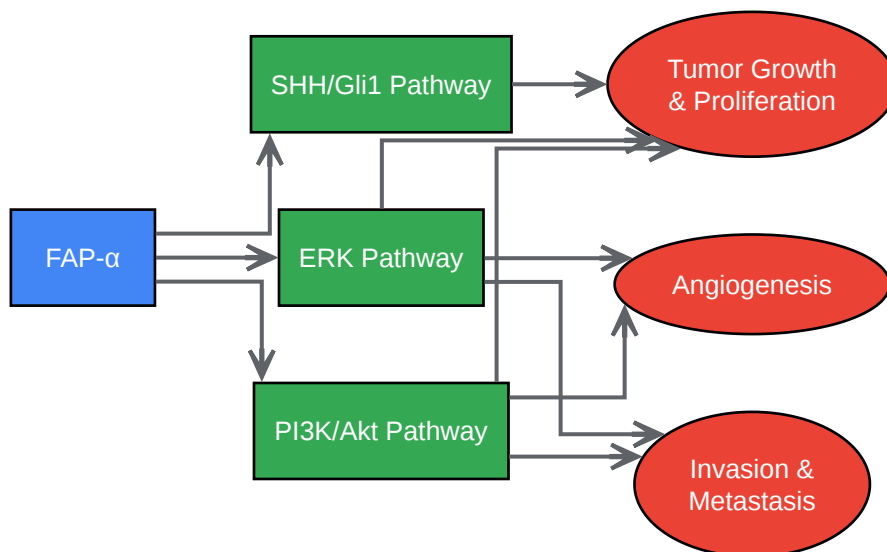 SHH/Gli1 Pathway
Tumor Growth
& Proliferation
FAP-α
ERK Pathway
Angiogenesis
PI3K/Akt Pathway
Invasion &
Metastasis